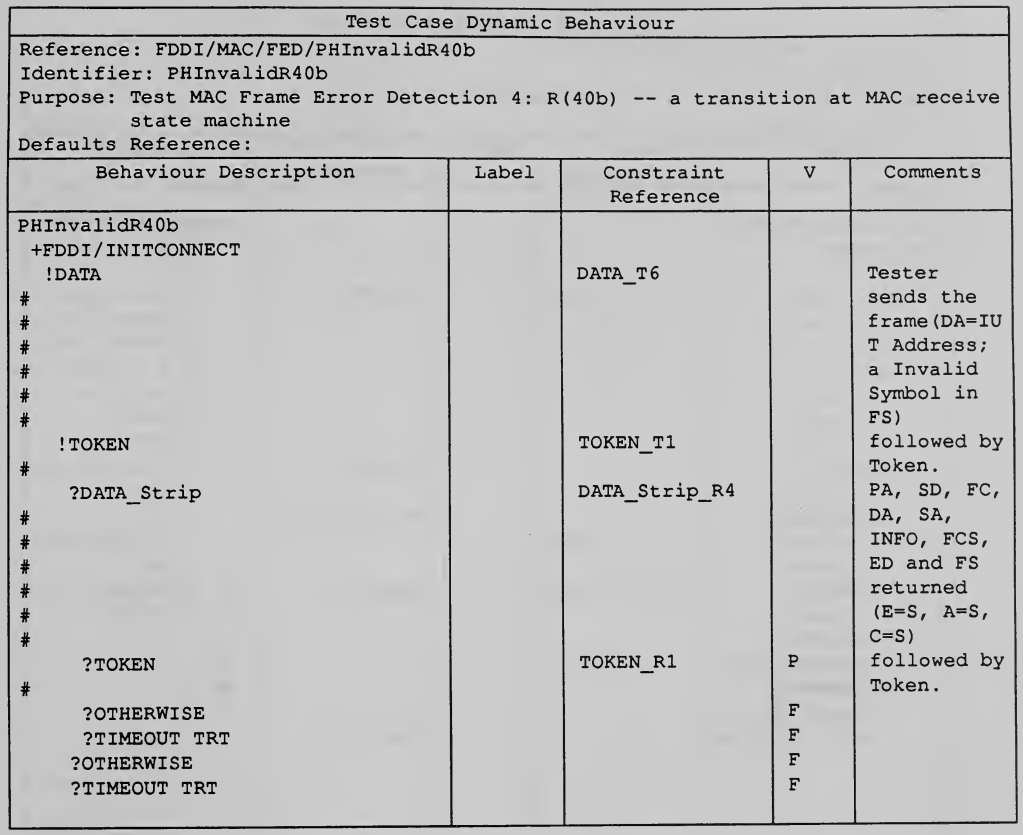 Test Case Dynamic Behaviour
Reference: FDDI/MAC/FED/PHInvalidR40b
Identifier: PHInvalidR40b
Purpose: Test MAC Frame Error Detection 4: R(40b) -- a transition at MAC receive
state machine
Defaults Reference:
Behaviour Description Label Constraint V Comments
Reference
PHInvalidR40b
+FDDI/INITCONNECT
!DATA DATA_T6 Tester
# sends the
# frame(DA=IU
# T Address;
# a Invalid
# Symbol in
# FS)
!TOKEN TOKEN_T1 followed by
# Token.
?DATA_Strip DATA_Strip_R4 PA, SD, FC,
# DA, SA,
# INFO, FCS,
# ED and FS
# returned
# (E=S, A=S,
# C=S)
?TOKEN TOKEN_R1 P followed by
# Token.
?OTHERWISE F
?TIMEOUT TRT F
?OTHERWISE F
?TIMEOUT TRT F